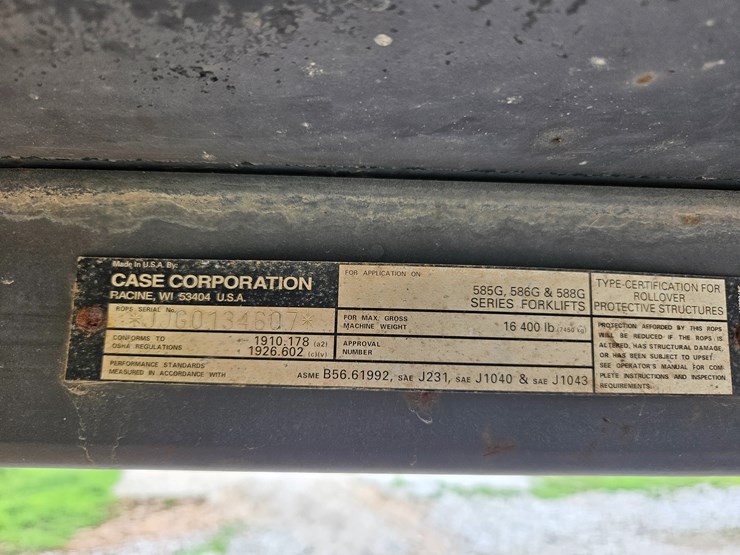 Made In U.S.A. By:
CASE CORPORATION
RACINE, WI 53404 U.S.A.
ROPS SERIAL No.
CONFORMS TO OSHA REGULATIONS
1910.178 (a2)
1926.602 (c)(v)
PERFORMANCE STANDARDS
MEASURED IN ACCORDANCE WITH ASME B56.61992, SAE J231, SAE J1040 & SAE J1043
FOR APPLICATION ON
585G, 586G & 588G
SERIES FORKLIFTS
FOR MAX. GROSS
MACHINE WEIGHT
16 400 lb (7450 kg)
APPROVAL
NUMBER
TYPE-CERTIFICATION FOR
ROLLOVER
PROTECTIVE STRUCTURES
PROTECTION AFFORDED BY THIS ROPS
WILL BE REDUCED IF THE ROPS IS
ALTERED, HAS STRUCTURAL DAMAGE,
OR HAS BEEN SUBJECT TO UPSET.
SEE OPERATOR'S MANUAL FOR COM-
PLETE INSTRUCTIONS AND INSPECTION
REQUIREMENTS.